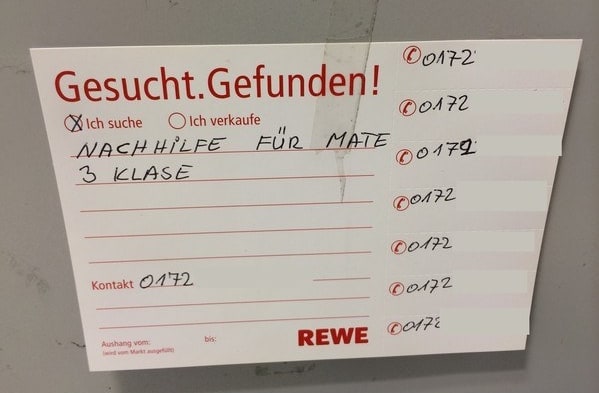 Gesucht.Gefunden!
Ich suche Ich verkaufe
NACHHILFE FÜR MATE
3 KLASE
Kontakt 0172
Aushang vom: bis:
(wird vom Markt ausgefüllt)
REWE
0172
0172
0172
0172
0172
0172
0172